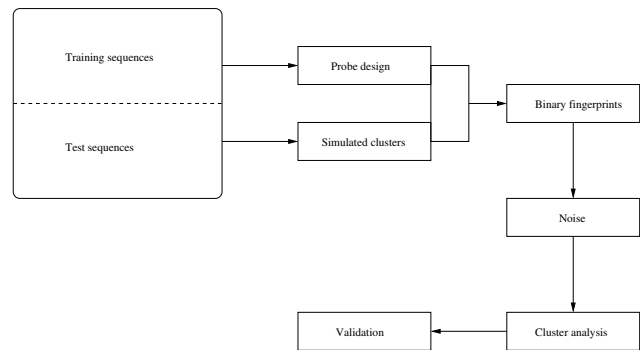 Training sequences
Probe design
Binary fingerprints
Test sequences
Simulated clusters
Noise
Validation
Cluster analysis